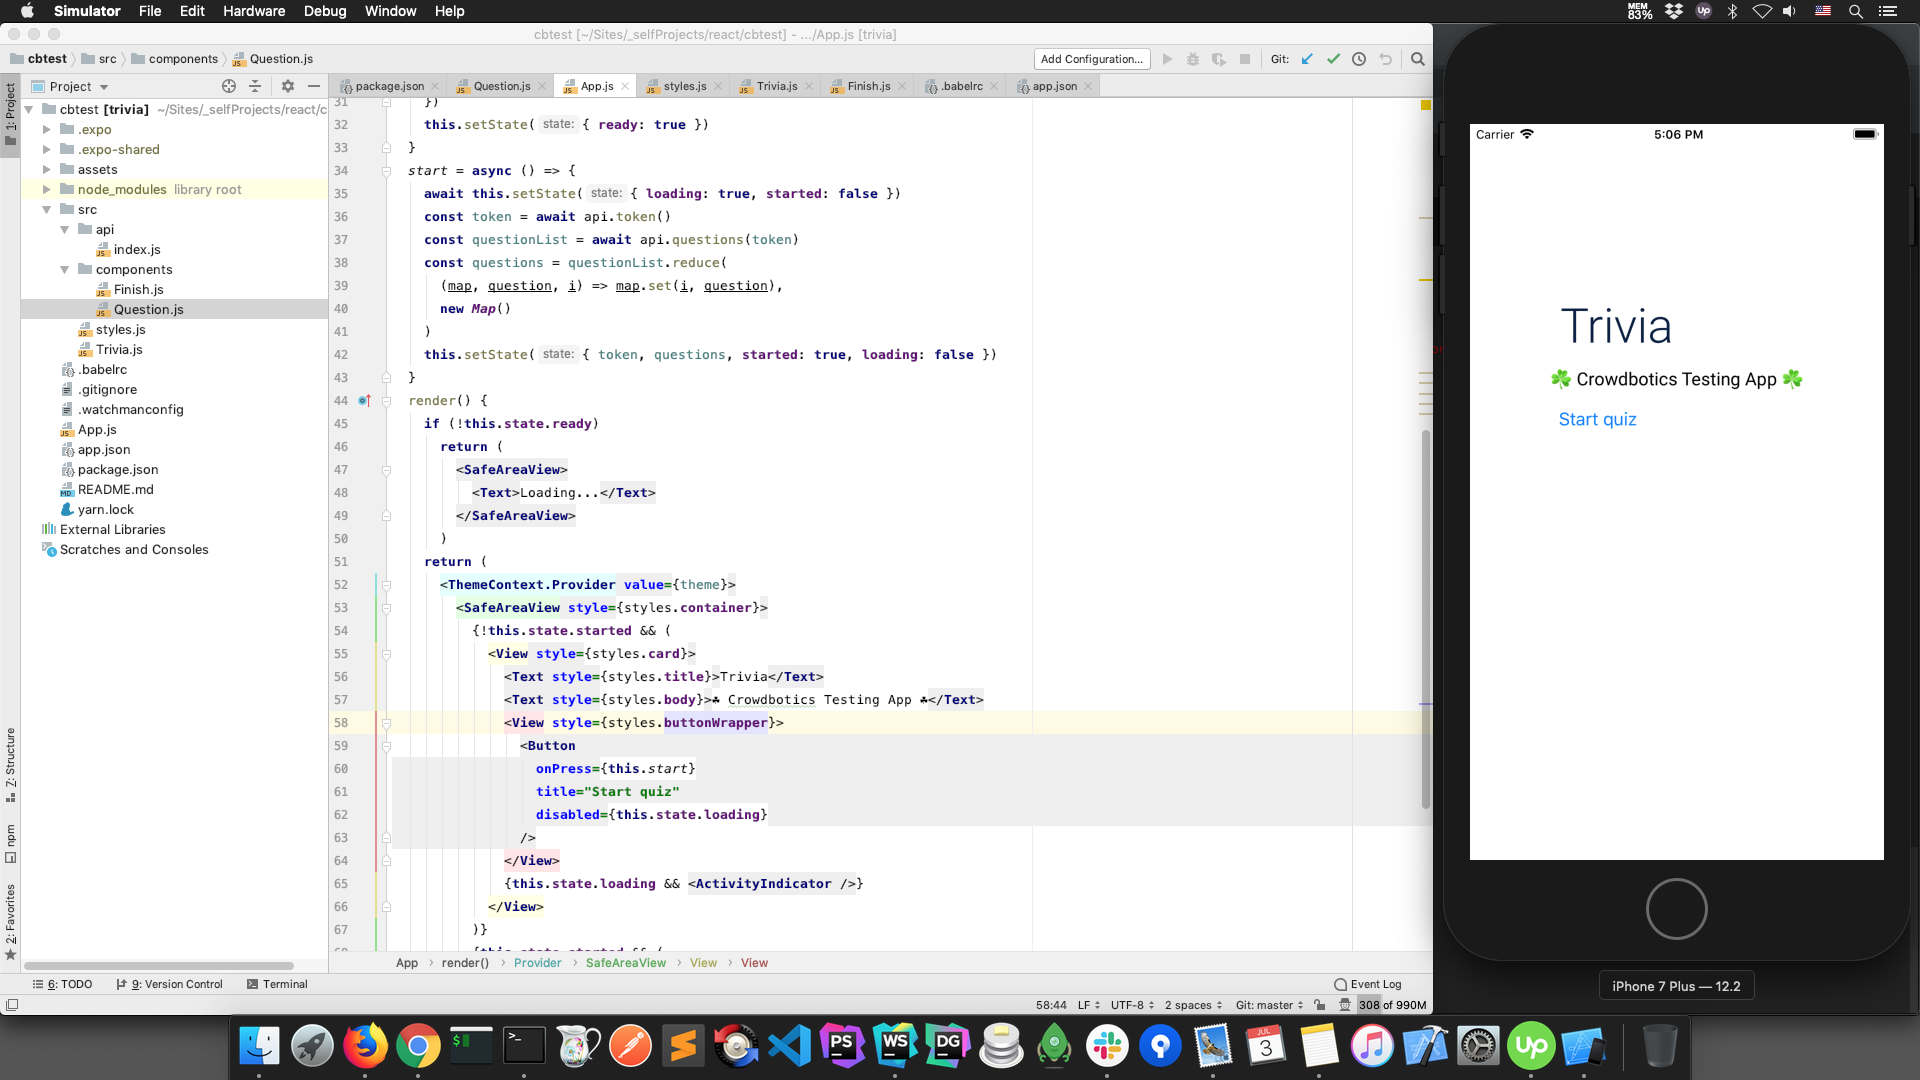 Simulator File Edit Hardware Debug Window Help
MEM 83%
cbtest [~/Sites/_selfProjects/react/cbtest] - .../App.js [trivia]
cbtest src components Question.js
Add Configuration... Git:
Project
package.json Question.js App.js styles.js Trivia.js Finish.js .babelrc app.json
1: Project
7: Structure
npm
2: Favorites
cbtest [trivia] ~/Sites/_selfProjects/react/c
.expo
.expo-shared
assets
node_modules library root
src
api
index.js
components
Finish.js
Question.js
styles.js
Trivia.js
.babelrc
.gitignore
.watchmanconfig
App.js
app.json
package.json
README.md
yarn.lock
External Libraries
Scratches and Consoles
31 })
32 this.setState( state: { ready: true })
33 }
34 start = async () => {
35 await this.setState( state: { loading: true, started: false })
36 const token = await api.token()
37 const questionList = await api.questions(token)
38 const questions = questionList.reduce(
39 (map, question, i) => map.set(i, question),
40 new Map()
41 )
42 this.setState( state: { token, questions, started: true, loading: false })
43 }
44 render() {
45 if (!this.state.ready)
46 return (
47 <SafeAreaView>
48 <Text>Loading...</Text>
49 </SafeAreaView>
50 )
51 return (
52 <ThemeContext.Provider value={theme}>
53 <SafeAreaView style={styles.container}>
54 {!this.state.started && (
55 <View style={styles.card}>
56 <Text style={styles.title}>Trivia</Text>
57 <Text style={styles.body}>☘ Crowdbotics Testing App ☘</Text>
58 <View style={styles.buttonWrapper}>
59 <Button
60 onPress={this.start}
61 title="Start quiz"
62 disabled={this.state.loading}
63 />
64 </View>
65 {this.state.loading && <ActivityIndicator />}
66 </View>
67 )}
App render() Provider SafeAreaView View View
6: TODO 9: Version Control Terminal Event Log
58:44 LF UTF-8 2 spaces Git: master 308 of 990M
Carrier 5:06 PM
Trivia
☘ Crowdbotics Testing App ☘
Start quiz
iPhone 7 Plus — 12.2
PS WS DG
JUL 3
Up